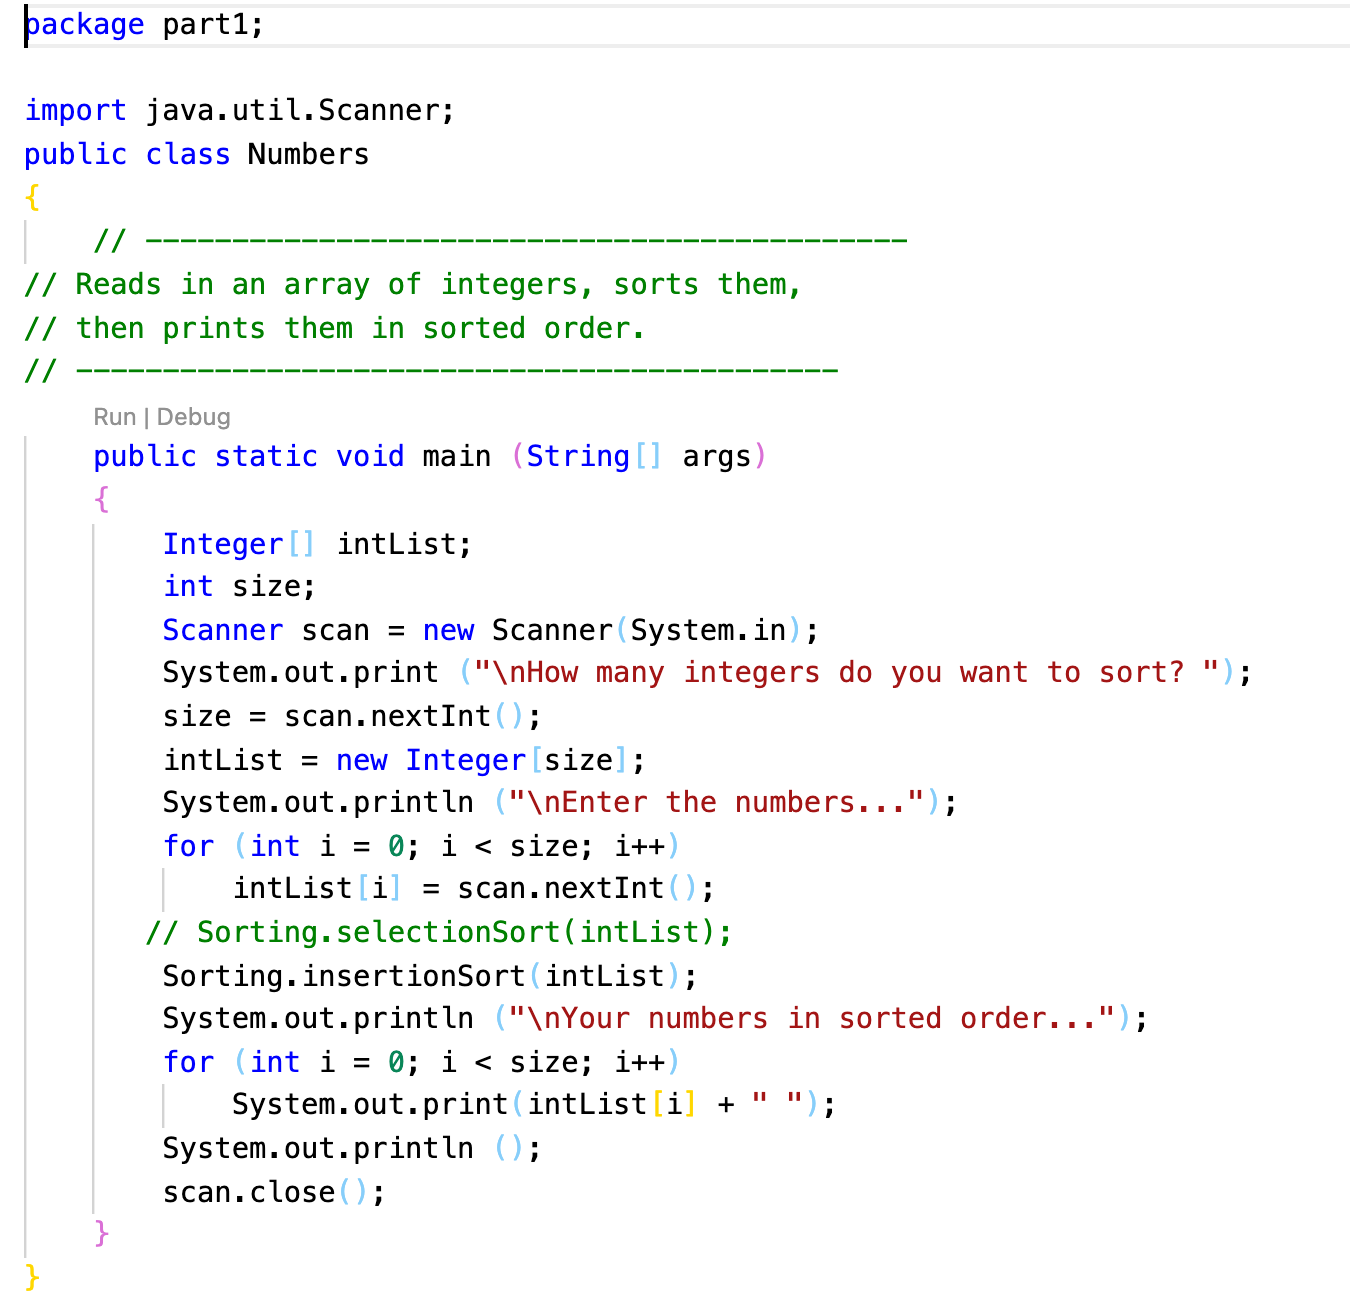 package part1;
import java.util.Scanner;
public class Numbers
{
// --------------------------------------------
// Reads in an array of integers, sorts them,
// then prints them in sorted order.
// --------------------------------------------
Run | Debug
public static void main (String[] args)
{
Integer[] intList;
int size;
Scanner scan = new Scanner(System.in);
System.out.print ("\nHow many integers do you want to sort? ");
size = scan.nextInt();
intList = new Integer[size];
System.out.println ("\nEnter the numbers...");
for (int i = 0; i < size; i++)
intList[i] = scan.nextInt();
// Sorting.selectionSort(intList);
Sorting.insertionSort(intList);
System.out.println ("\nYour numbers in sorted order...");
for (int i = 0; i < size; i++)
System.out.print(intList[i] + " ");
System.out.println ();
scan.close();
}
}